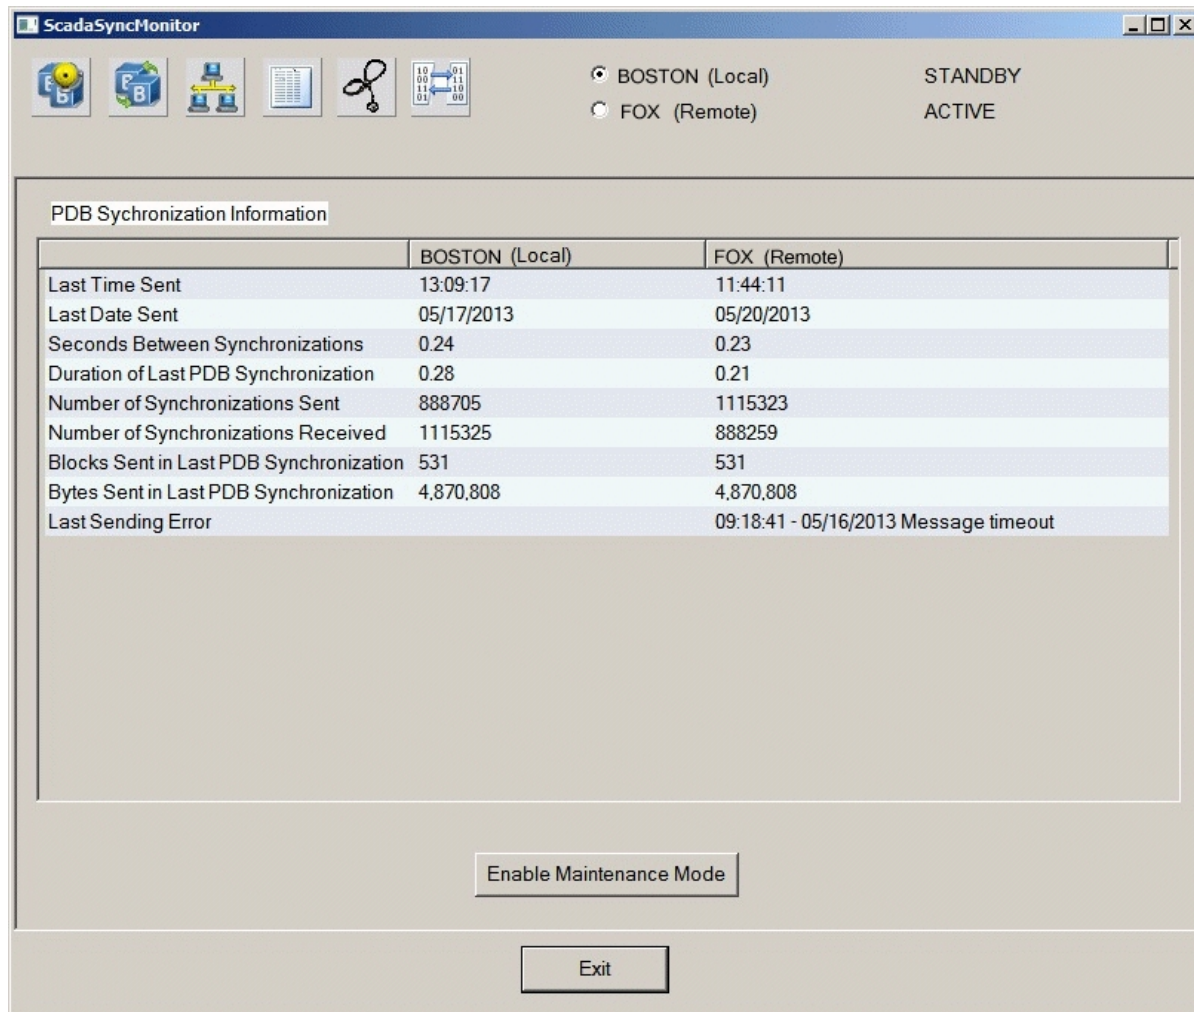 ScadaSyncMonitor
BOSTON (Local) STANDBY
FOX (Remote) ACTIVE
PDB Sychronization Information
BOSTON (Local) FOX (Remote)
Last Time Sent 13:09:17 11:44:11
Last Date Sent 05/17/2013 05/20/2013
Seconds Between Synchronizations 0.24 0.23
Duration of Last PDB Synchronization 0.28 0.21
Number of Synchronizations Sent 888705 1115323
Number of Synchronizations Received 1115325 888259
Blocks Sent in Last PDB Synchronization 531 531
Bytes Sent in Last PDB Synchronization 4,870,808 4,870,808
Last Sending Error 09:18:41 - 05/16/2013 Message timeout
Enable Maintenance Mode
Exit